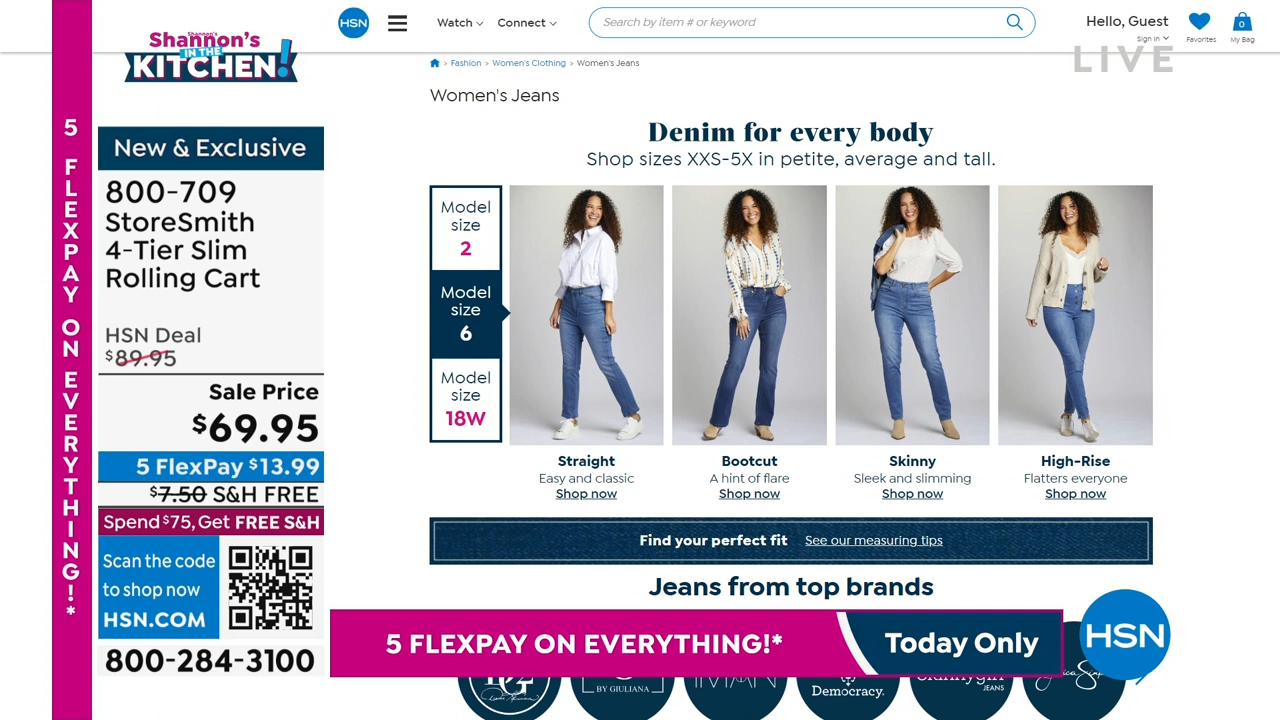 5 FLEXPAY ON EVERYTHING!*
Shannon's
Shannon's
IN THE
KITCHEN!
New & Exclusive
800-709
StoreSmith
4-Tier Slim
Rolling Cart
HSN Deal
$89.95
Sale Price
$69.95
5 FlexPay $13.99
$7.50 S&H FREE
Spend $75, Get FREE S&H
Scan the code
to shop now
HSN.COM
800-284-3100
HSN
Watch
Connect
Search by item # or keyword
Hello, Guest
Sign In
Favorites
0
My Bag
LIVE
> Fashion > Women's Clothing > Women's Jeans
Women's Jeans
Denim for every body
Shop sizes XXS-5X in petite, average and tall.
Model
size
2
Model
size
6
Model
size
18W
Straight
Easy and classic
Shop now
Bootcut
A hint of flare
Shop now
Skinny
Sleek and slimming
Shop now
High-Rise
Flatters everyone
Shop now
Find your perfect fit See our measuring tips
Jeans from top brands
5 FLEXPAY ON EVERYTHING!*
Today Only
HSN
BY GIULIANA
Democracy.
JEANS